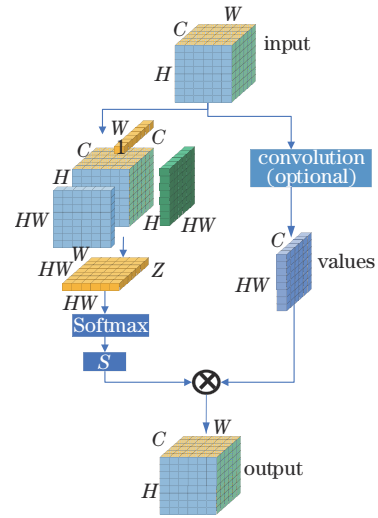 W
C
input
H
W
C
1
C
H
convolution
(optional)
HW
H
HW
C
values
HW
W
HW
Z
HW
Softmax
S
W
C
H
output